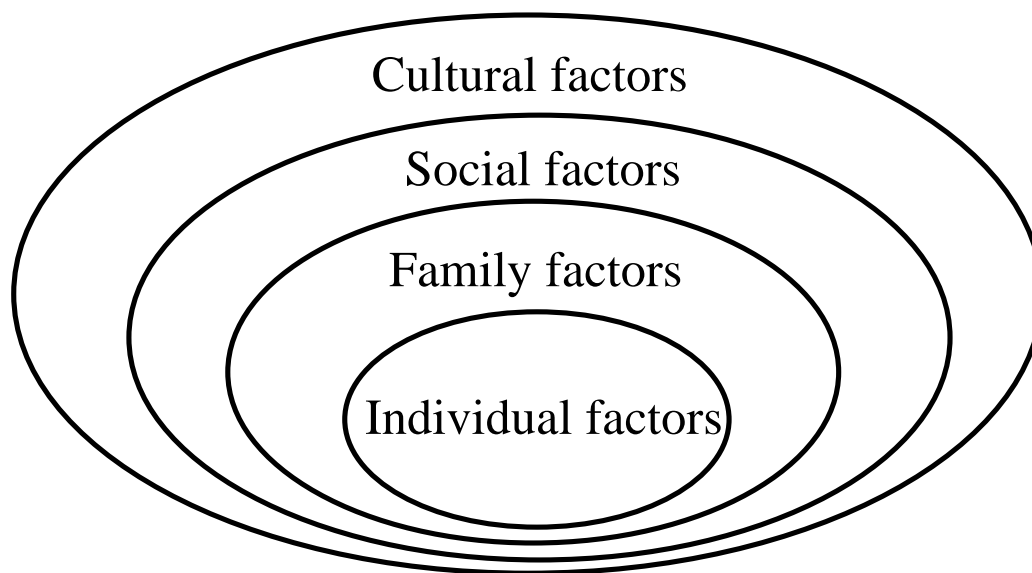 Cultural factors
Social factors
Family factors
Individual factors